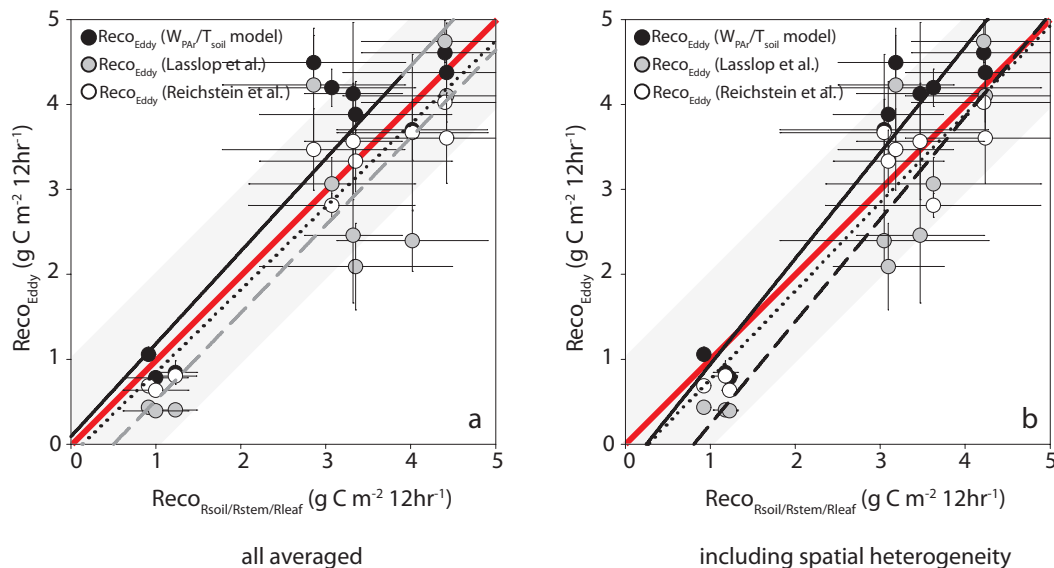 5
4
3
2
1
0
Reco_Eddy (g C m⁻² 12hr⁻¹)
Reco_Eddy (W_PAr/T_soil model)
Reco_Eddy (Lasslop et al.)
Reco_Eddy (Reichstein et al.)
a
0 1 2 3 4 5
Reco_Rsoil/Rstem/Rleaf (g C m⁻² 12hr⁻¹)
all averaged
5
4
3
2
1
0
Reco_Eddy (g C m⁻² 12hr⁻¹)
Reco_Eddy (W_PAr/T_soil model)
Reco_Eddy (Lasslop et al.)
Reco_Eddy (Reichstein et al.)
b
0 1 2 3 4 5
Reco_Rsoil/Rstem/Rleaf (g C m⁻² 12hr⁻¹)
including spatial heterogeneity